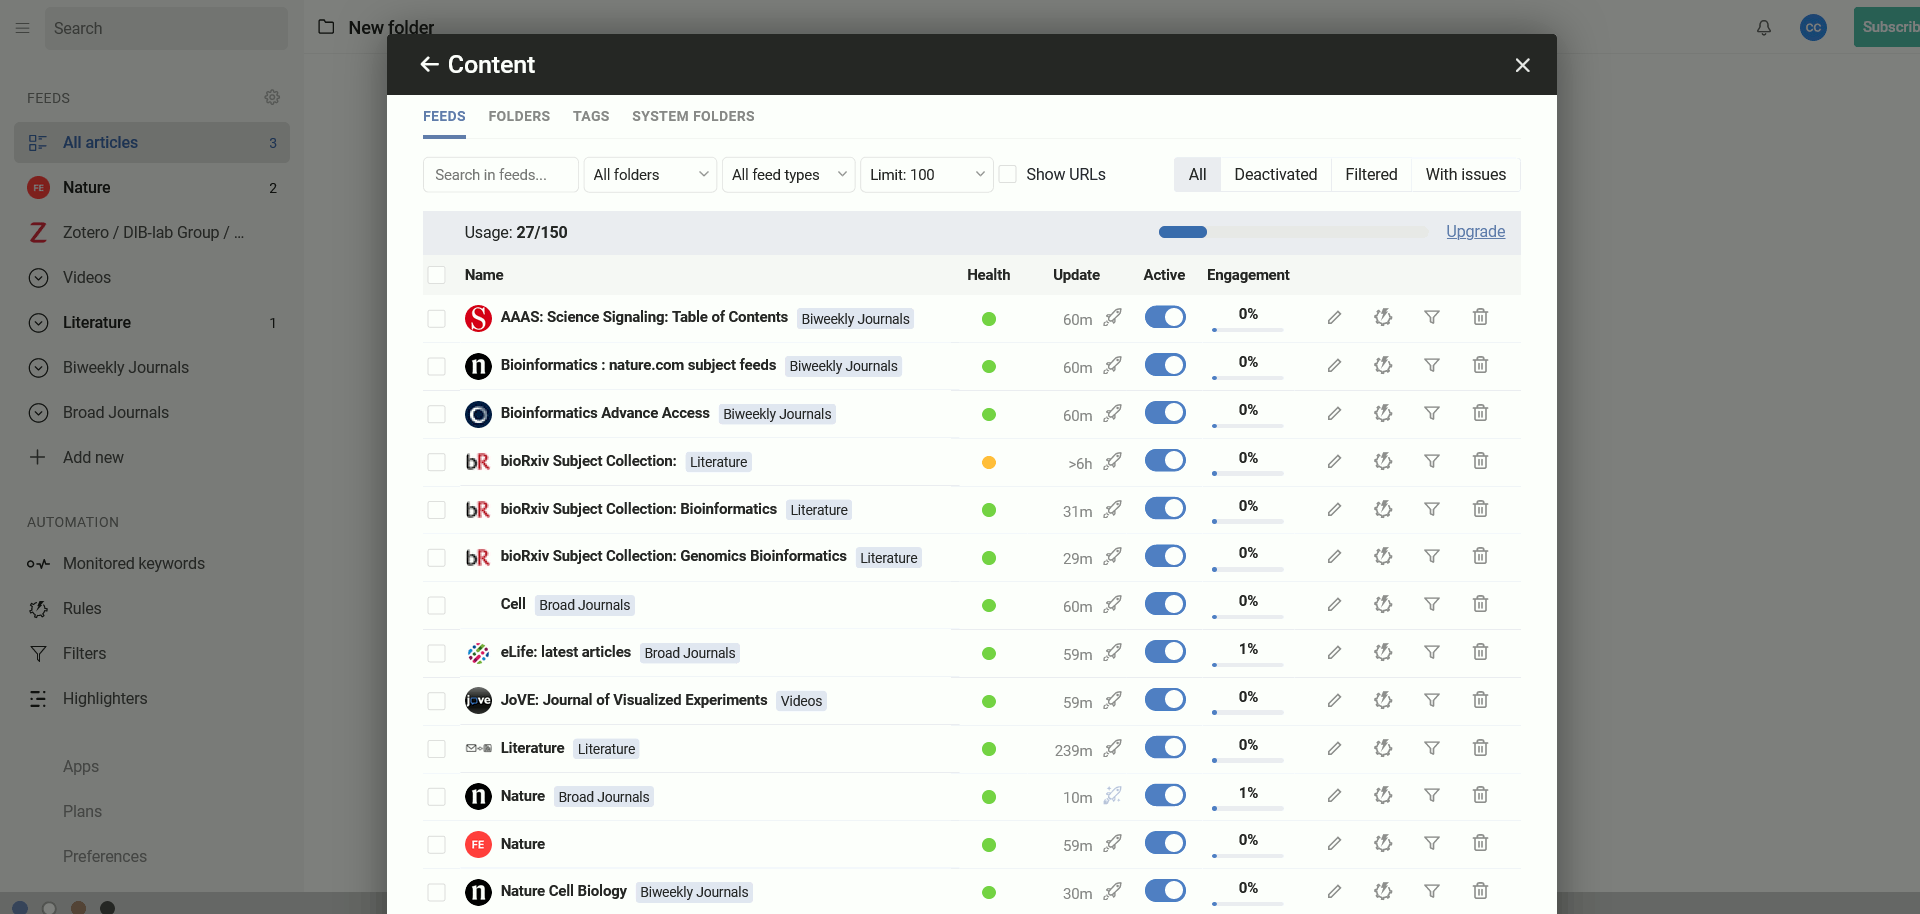 Search
New folder
CC
Subscrib
Content
FEEDS
All articles 3
FE Nature 2
Z Zotero / DIB-lab Group / ...
Videos
Literature 1
Biweekly Journals
Broad Journals
Add new
AUTOMATION
Monitored keywords
Rules
Filters
Highlighters
Apps
Plans
Preferences
FEEDS FOLDERS TAGS SYSTEM FOLDERS
Search in feeds... All folders All feed types Limit: 100 Show URLs All Deactivated Filtered With issues
Usage: 27/150 Upgrade
Name Health Update Active Engagement
S AAAS: Science Signaling: Table of Contents Biweekly Journals 60m 0%
n Bioinformatics : nature.com subject feeds Biweekly Journals 60m 0%
Bioinformatics Advance Access Biweekly Journals 60m 0%
bR bioRxiv Subject Collection: Literature >6h 0%
bR bioRxiv Subject Collection: Bioinformatics Literature 31m 0%
bR bioRxiv Subject Collection: Genomics Bioinformatics Literature 29m 0%
Cell Broad Journals 60m 0%
eLife: latest articles Broad Journals 59m 1%
jove JoVE: Journal of Visualized Experiments Videos 59m 0%
Literature Literature 239m 0%
n Nature Broad Journals 10m 1%
FE Nature 59m 0%
n Nature Cell Biology Biweekly Journals 30m 0%